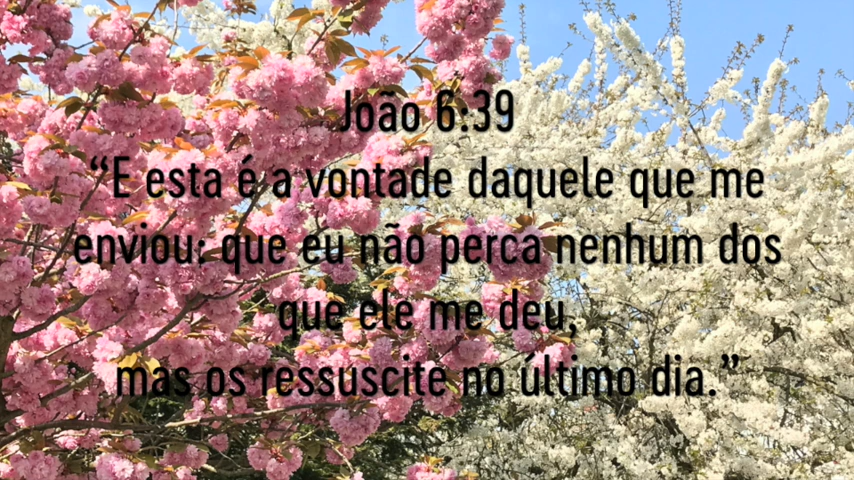 João 6:39
“E esta é a vontade daquele que me
enviou: que eu não perca nenhum dos
que ele me deu,
mas os ressuscite no último dia.”